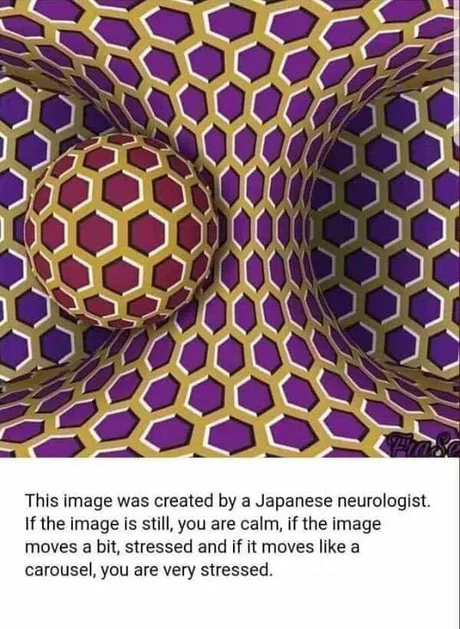 This image was created by a Japanese neurologist.
If the image is still, you are calm, if the image
moves a bit, stressed and if it moves like a
carousel, you are very stressed.